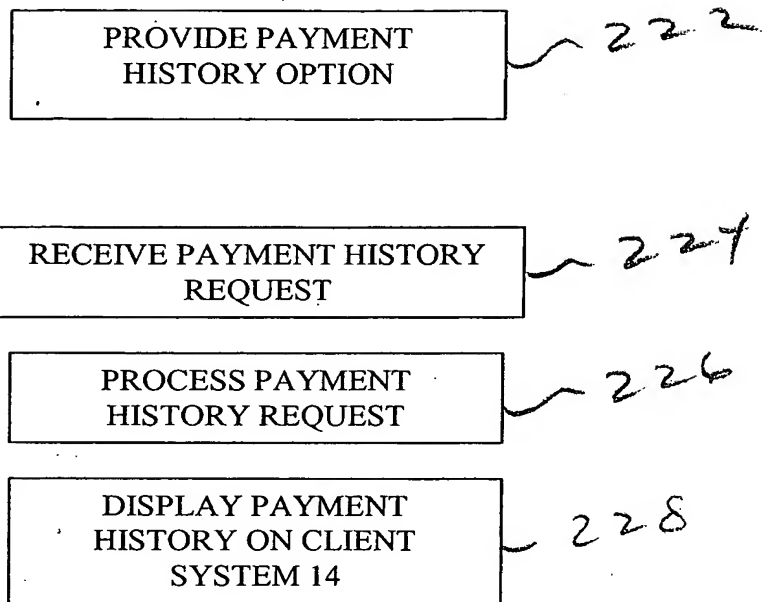 PROVIDE PAYMENT
HISTORY OPTION
222
RECEIVE PAYMENT HISTORY
REQUEST
224
PROCESS PAYMENT
HISTORY REQUEST
226
DISPLAY PAYMENT
HISTORY ON CLIENT
SYSTEM 14
228